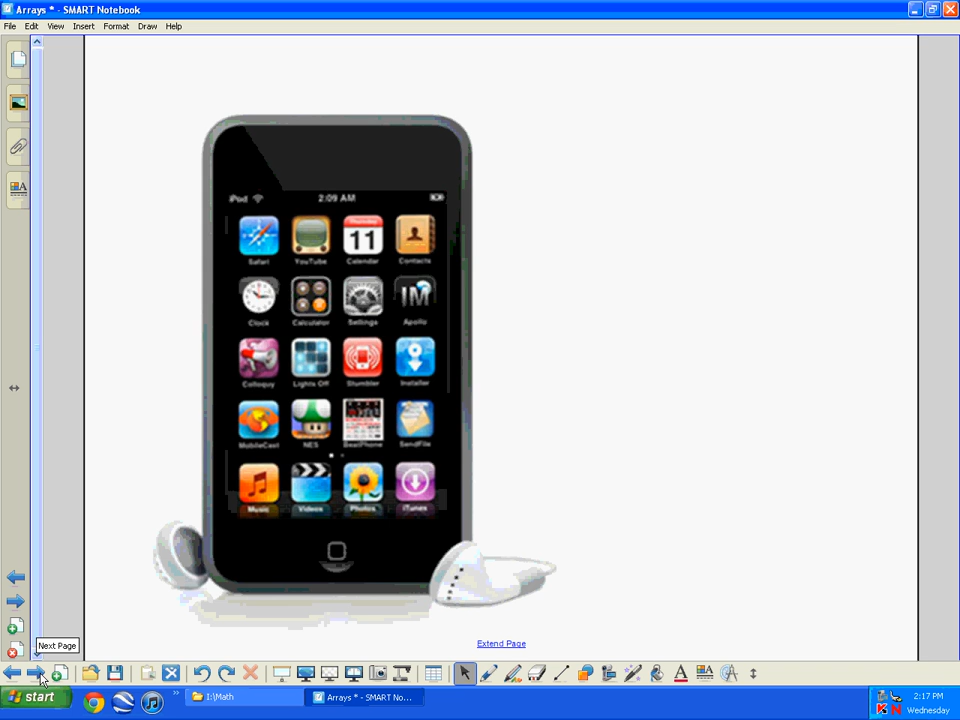 Arrays * - SMART Notebook
File Edit View Insert Format Draw Help
iPod 2:09 AM
Thursday
11
Safari YouTube Calendar Contacts
IM
Clock Calculator Settings Apollo
Colloquy Lights Off Stumbler Installer
MobileCast NES BeatPhone SendFile
Music Videos Photos iTunes
Extend Page
Next Page
A
A
A
start I:\Math Arrays * - SMART No... 2:17 PM
Wednesday